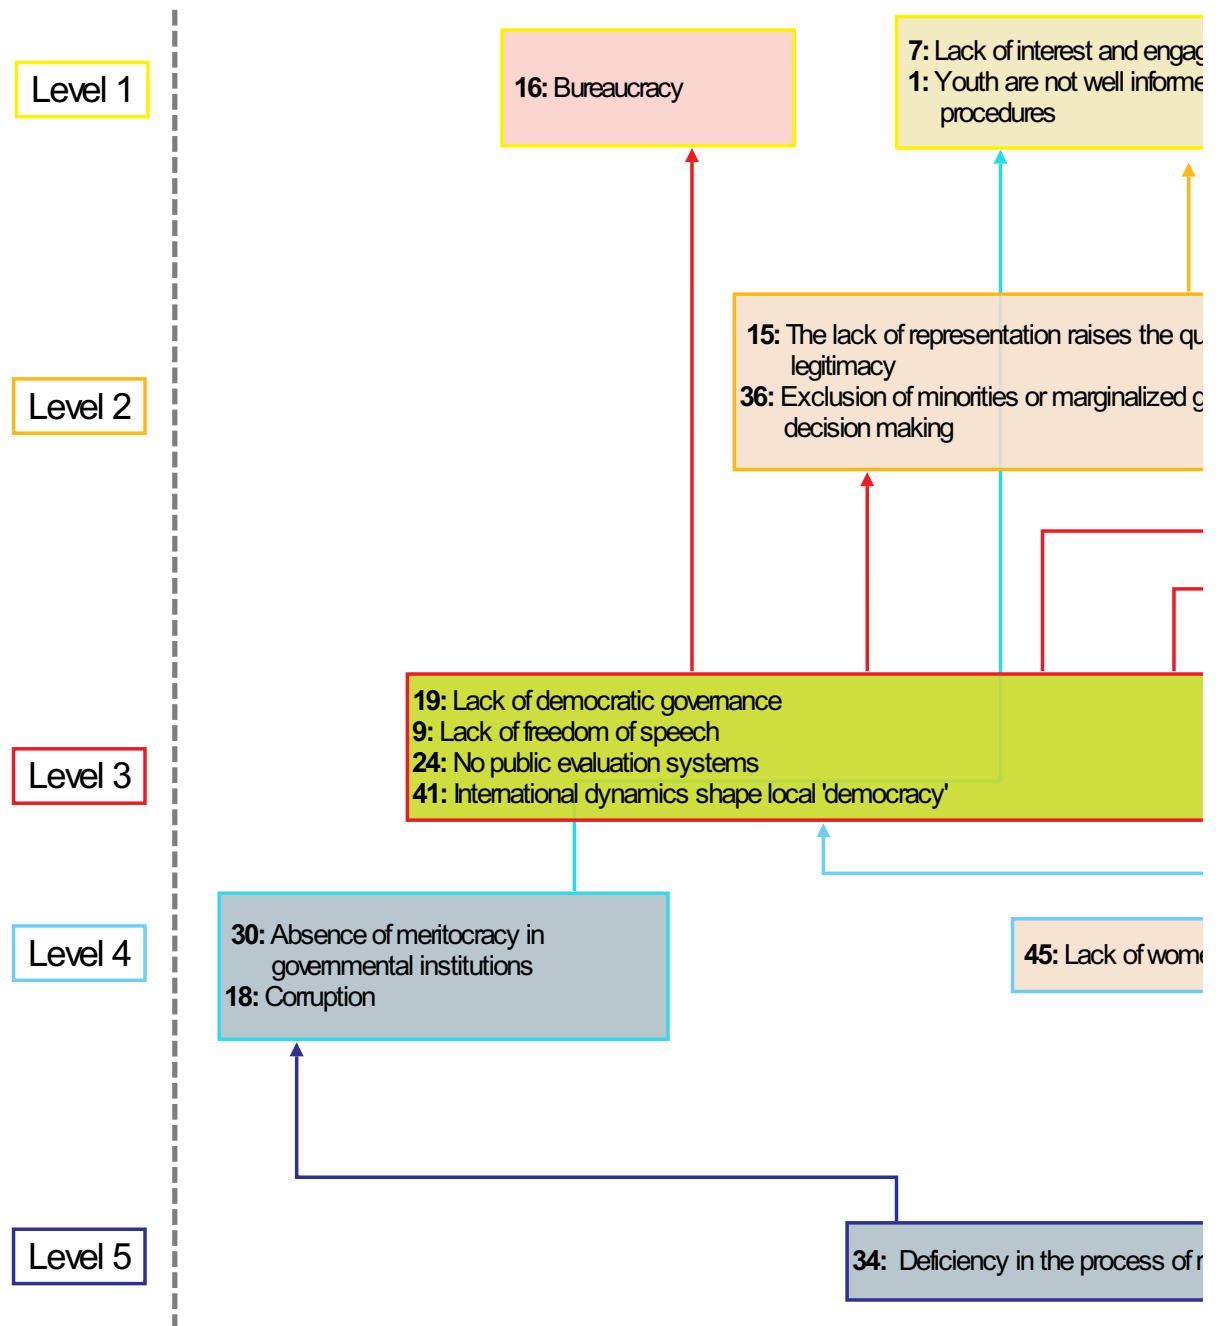 Level 1
16: Bureaucracy
7: Lack of interest and
1: Youth are not well
procedures
Level 2
15: The lack of representation raises the
legitimacy
36: Exclusion of minorities or marginalized
decision making
Level 3
19: Lack of democratic governance
9: Lack of freedom of speech
24: No public evaluation systems
41: International dynamics shape local 'democracy'
Level 4
30: Absence of meritocracy in
governmental institutions
18: Corruption
45: Lack of
Level 5
34: Deficiency in the process of